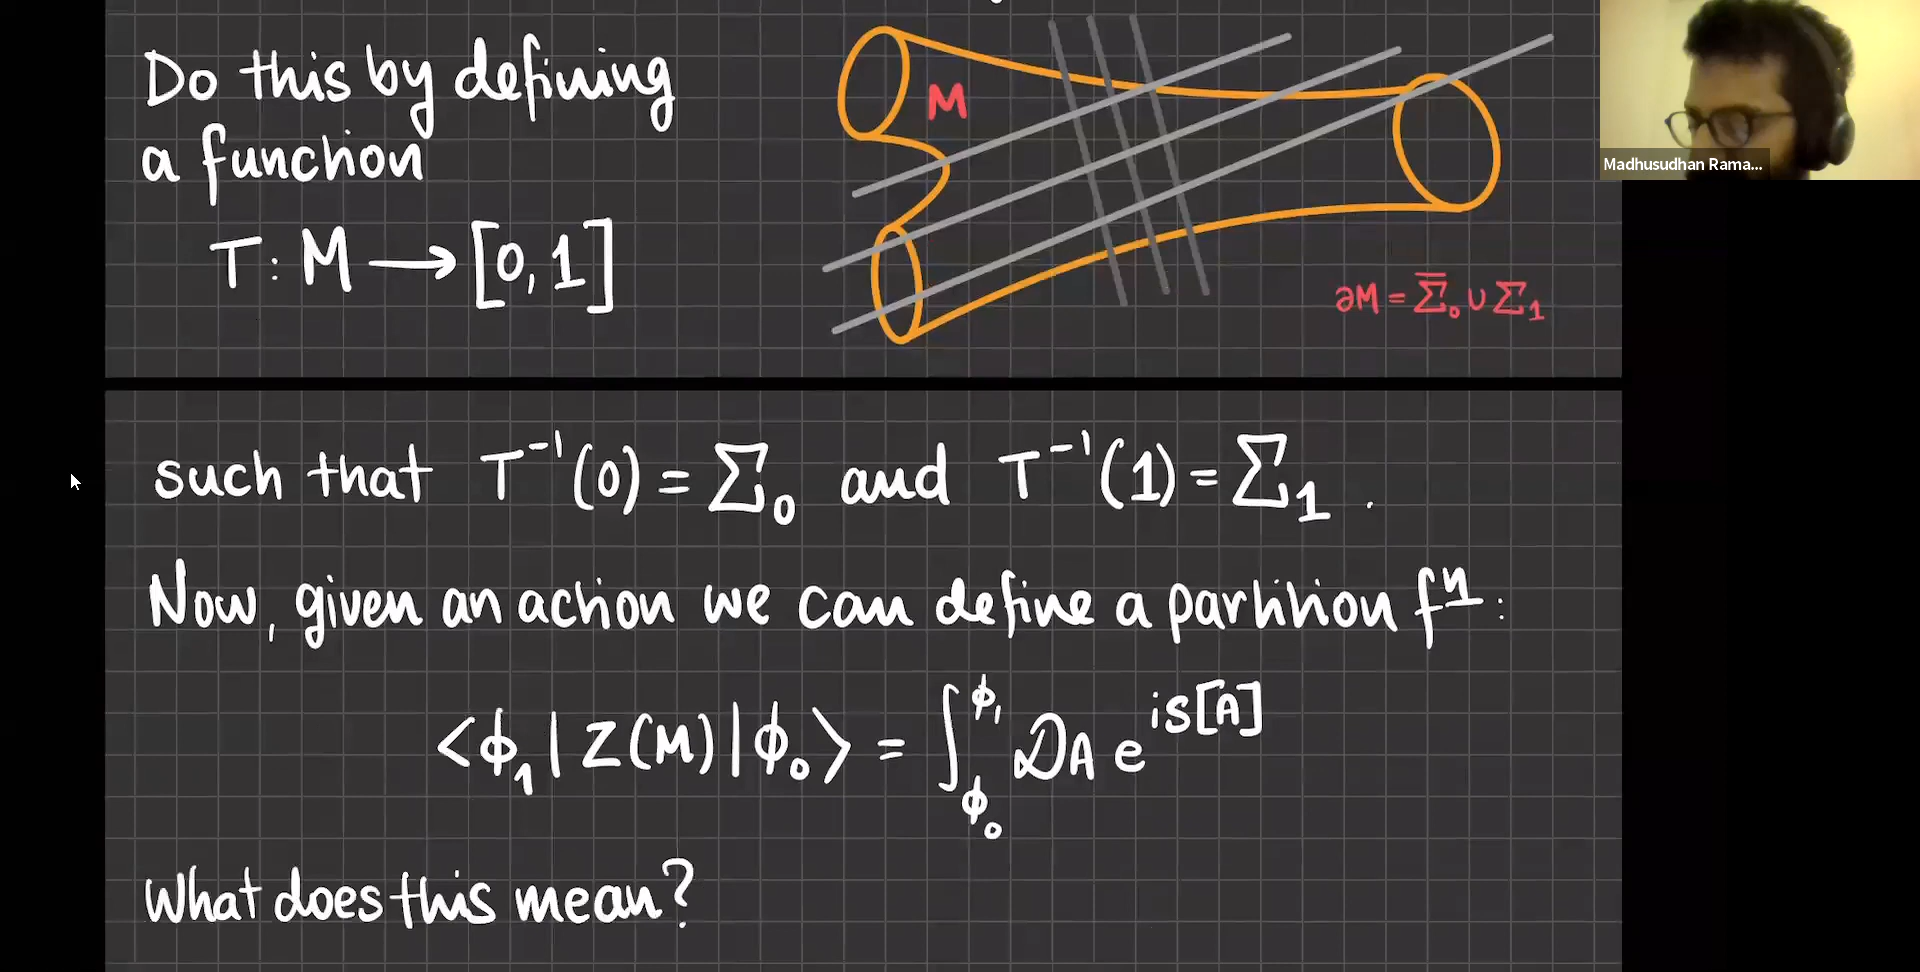 Do this by defining
a function
T: M → [0, 1]
M
∂M = Σ̅₀ ∪ Σ₁
Madhusudhan Rama...
such that T⁻¹(0) = Σ₀ and T⁻¹(1) = Σ₁ .
Now, given an action we can define a partition fⁿ:
<ϕ₁|Z(M)|ϕ₀> = ∫_{ϕ₀}^{ϕ₁} 𝒟A e^{iS[A]}
What does this mean?